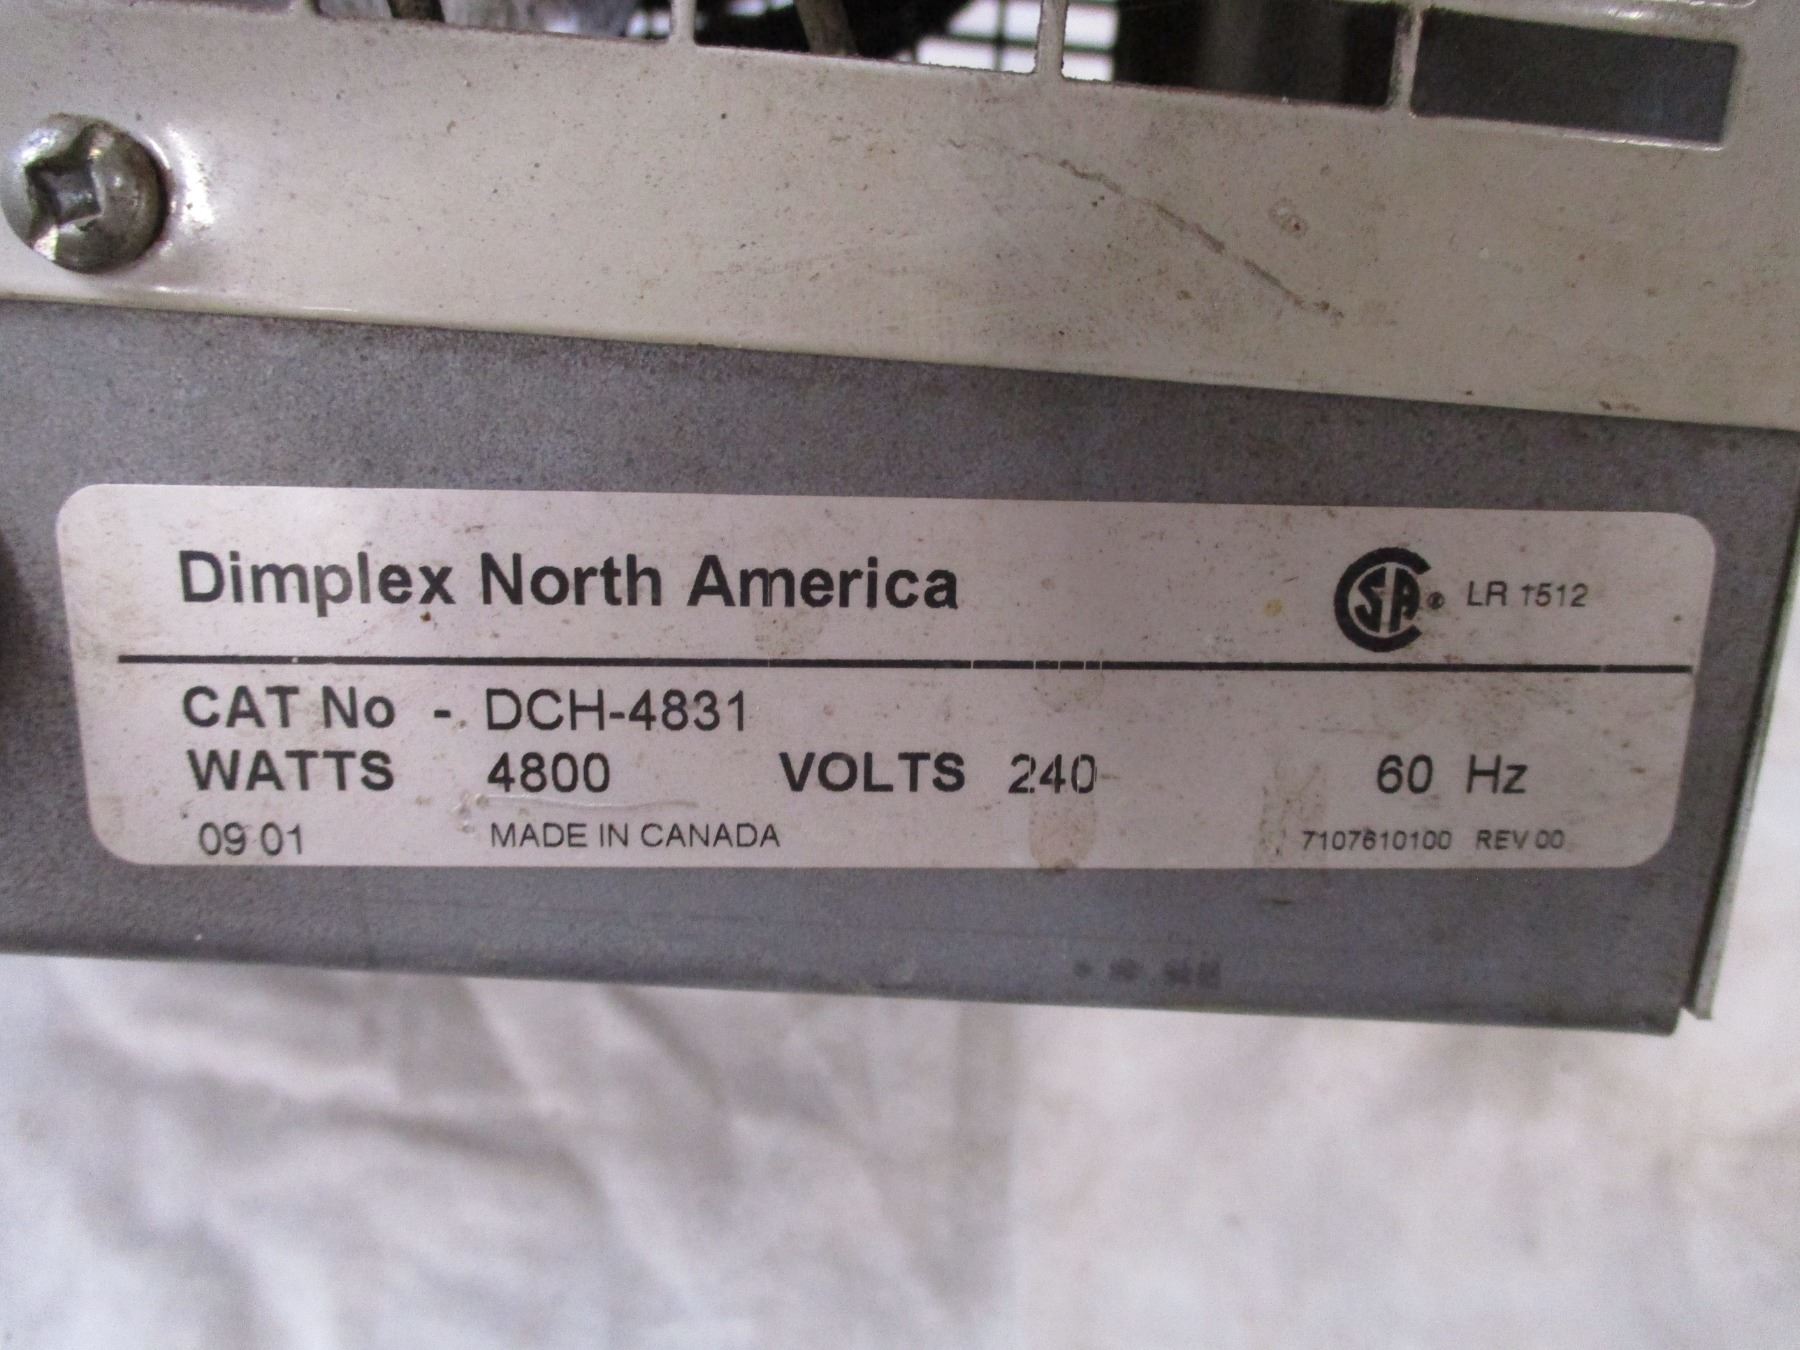 Dimplex North America
CSA® LR 1512
CAT No - DCH-4831
WATTS 4800 VOLTS 240 60 Hz
09 01 MADE IN CANADA 7107610100 REV 00